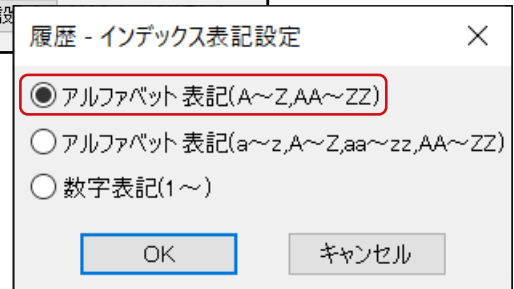 設
履歴 - インデックス表記設定
アルファベット表記(A～Z,AA～ZZ)
アルファベット表記(a～z,A～Z,aa～zz,AA～ZZ)
数字表記(1～)
OK
キャンセル